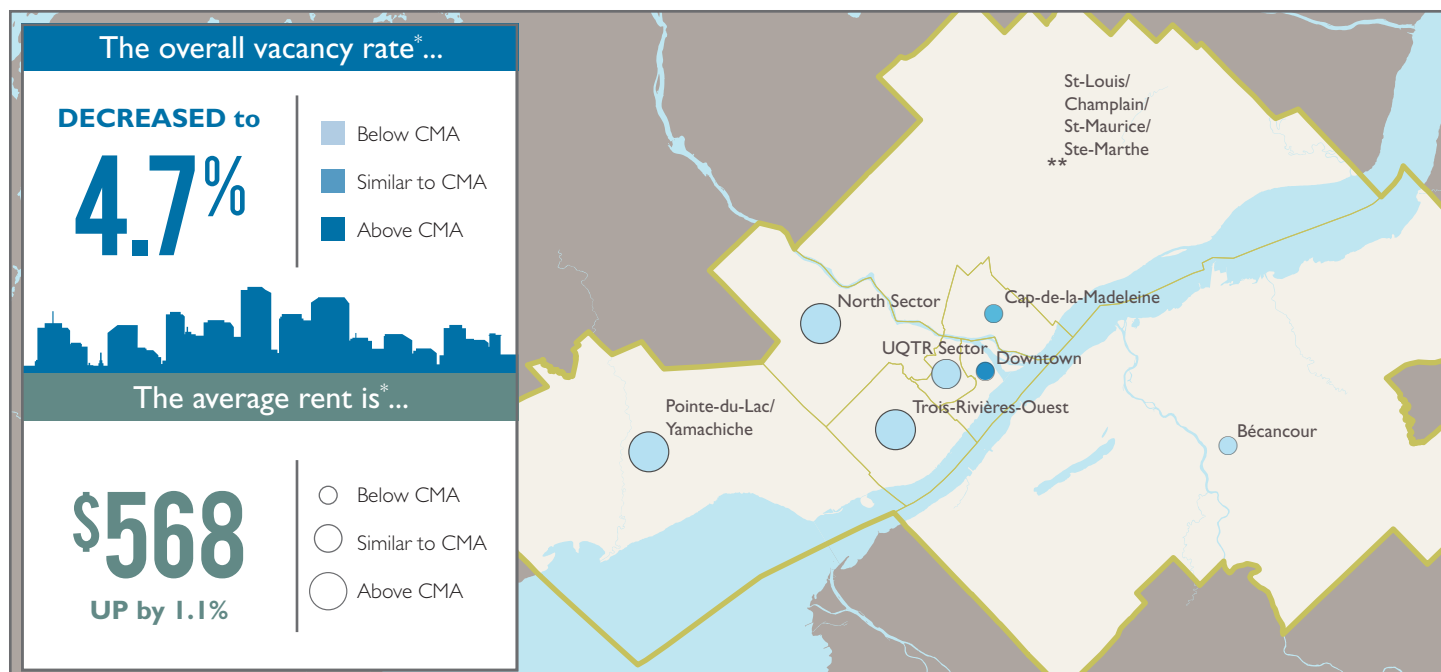 The overall vacancy rate*...
DECREASED to
4.7%
Below CMA
Similar to CMA
Above CMA
The average rent is*...
$568
UP by 1.1%
Below CMA
Similar to CMA
Above CMA
St-Louis/
Champlain/
St-Maurice/
Ste-Marthe
**
North Sector
Cap-de-la-Madeleine
UQTR Sector
Downtown
Trois-Rivières-Ouest
Pointe-du-Lac/
Yamachiche
Bécancour